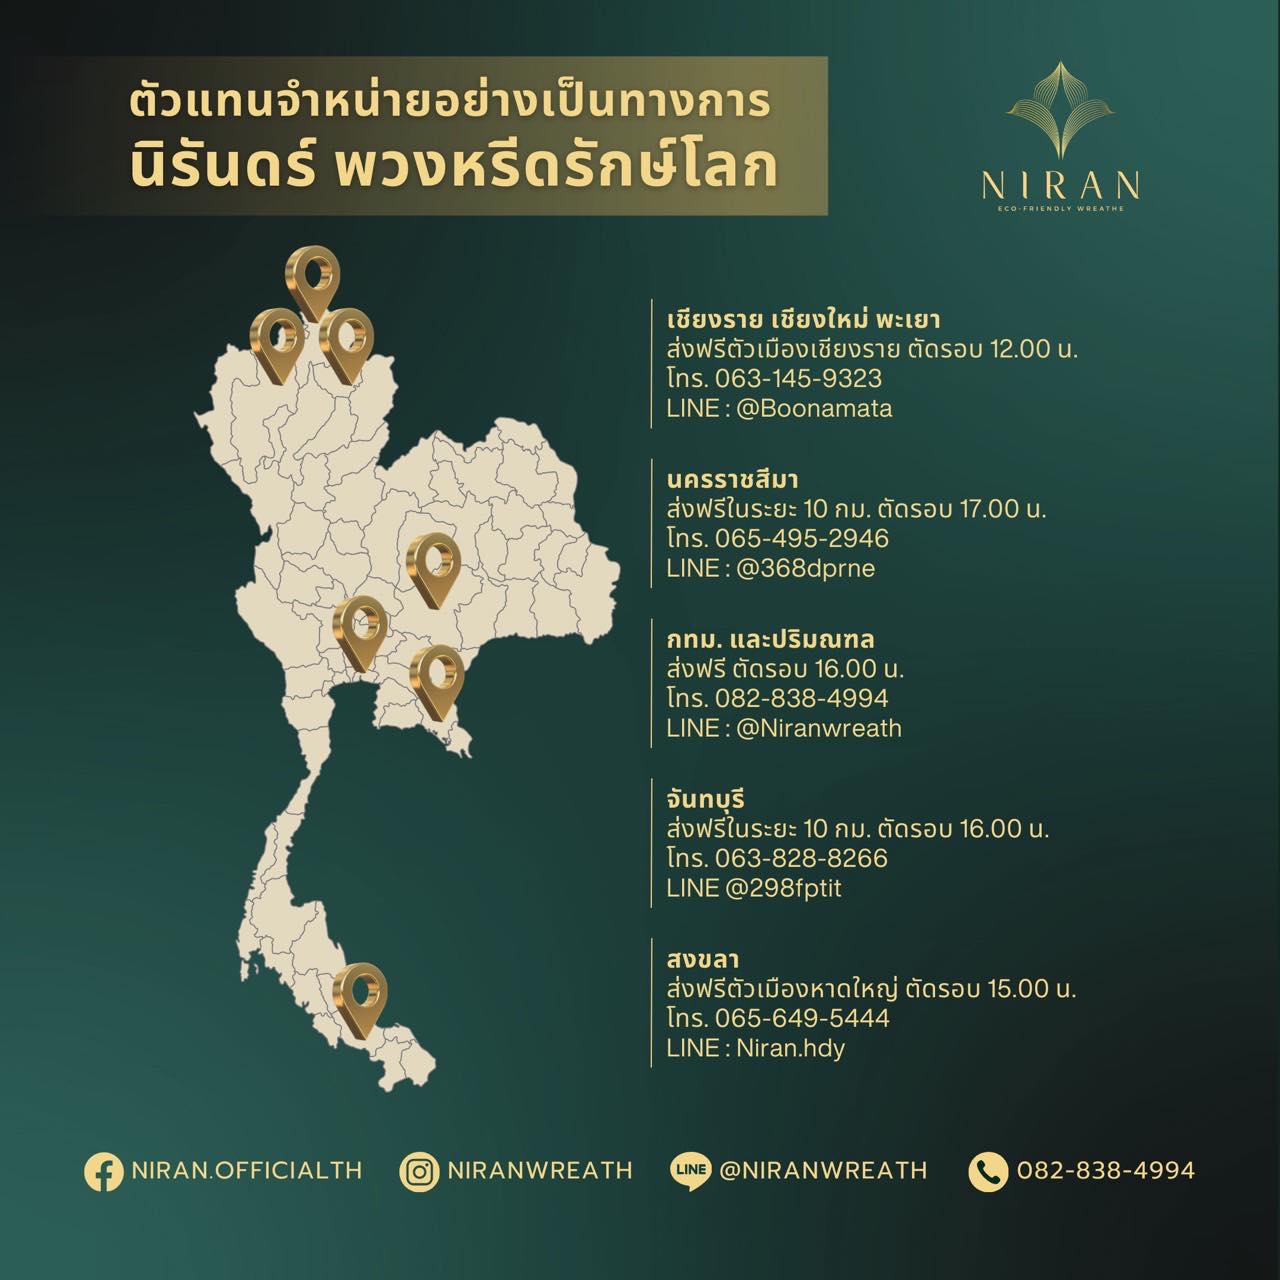 ตัวแทนจำหน่ายอย่างเป็นทางการ
นิรันดร์ พวงหรีดรักษ์โลก
NIRAN
ECO-FRIENDLY WREATHE
เชียงราย เชียงใหม่ พะเยา
ส่งฟรีตัวเมืองเชียงราย ตัดรอบ 12.00 น.
โทร. 063-145-9323
LINE : @Boonamata
นครราชสีมา
ส่งฟรีในระยะ 10 กม. ตัดรอบ 17.00 น.
โทร. 065-495-2946
LINE : @368dprne
กทม. และปริมณฑล
ส่งฟรี ตัดรอบ 16.00 น.
โทร. 082-838-4994
LINE : @Niranwreath
จันทบุรี
ส่งฟรีในระยะ 10 กม. ตัดรอบ 16.00 น.
โทร. 063-828-8266
LINE @298fptit
สงขลา
ส่งฟรีตัวเมืองหาดใหญ่ ตัดรอบ 15.00 น.
โทร. 065-649-5444
LINE : Niran.hdy
NIRAN.OFFICIALTH
NIRANWREATH
LINE @NIRANWREATH
082-838-4994